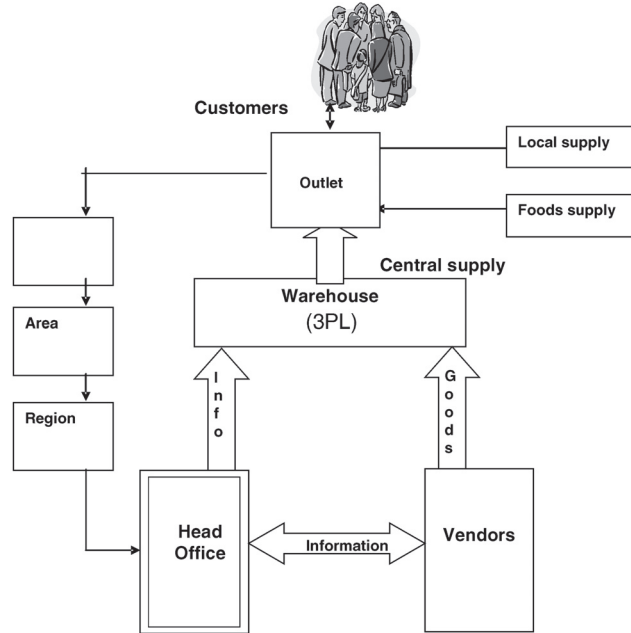 Customers
Local supply
Outlet
Foods supply
Central supply
Warehouse
(3PL)
Area
Info
Goods
Region
Head
Office
Information
Vendors